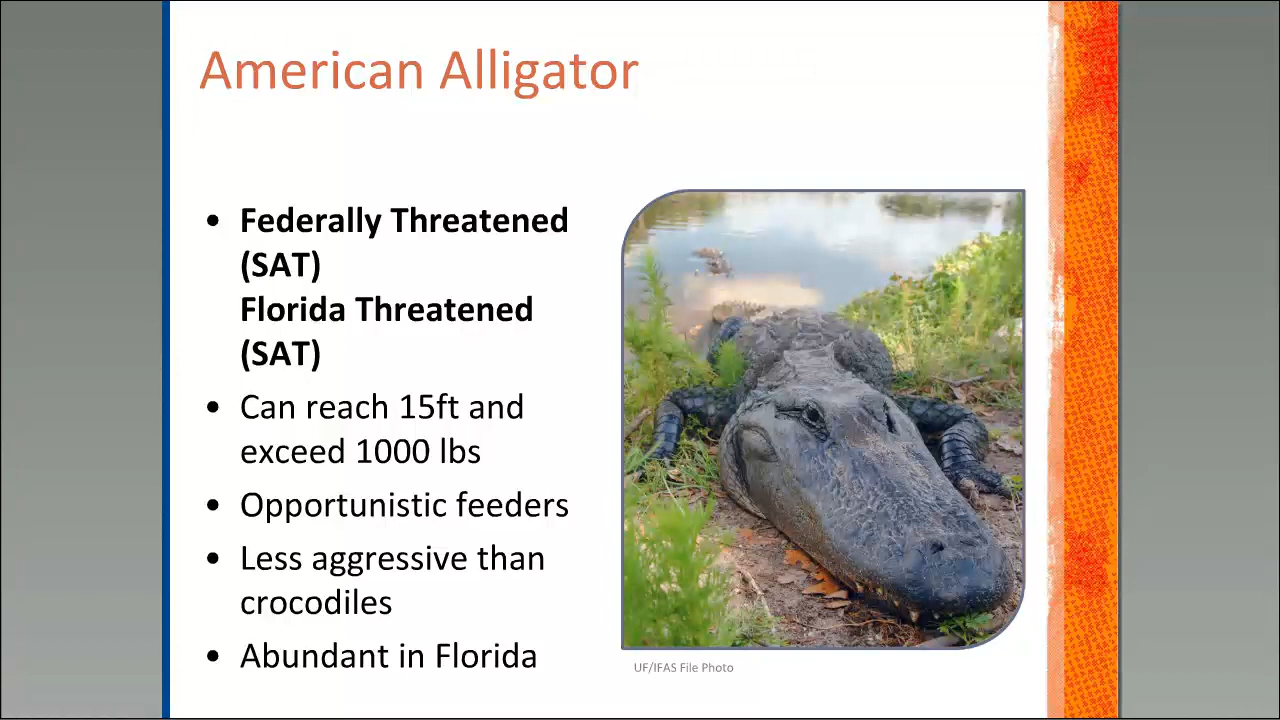 American Alligator
• Federally Threatened
(SAT)
Florida Threatened
(SAT)
• Can reach 15ft and
exceed 1000 lbs
• Opportunistic feeders
• Less aggressive than
crocodiles
• Abundant in Florida
UF/IFAS File Photo